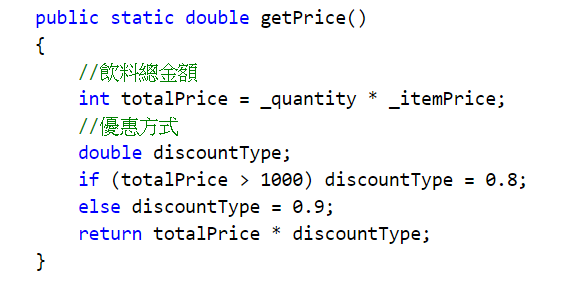 public static double getPrice()
{
    //飲料總金額
    int totalPrice = _quantity * _itemPrice;
    //優惠方式
    double discountType;
    if (totalPrice > 1000) discountType = 0.8;
    else discountType = 0.9;
    return totalPrice * discountType;
}